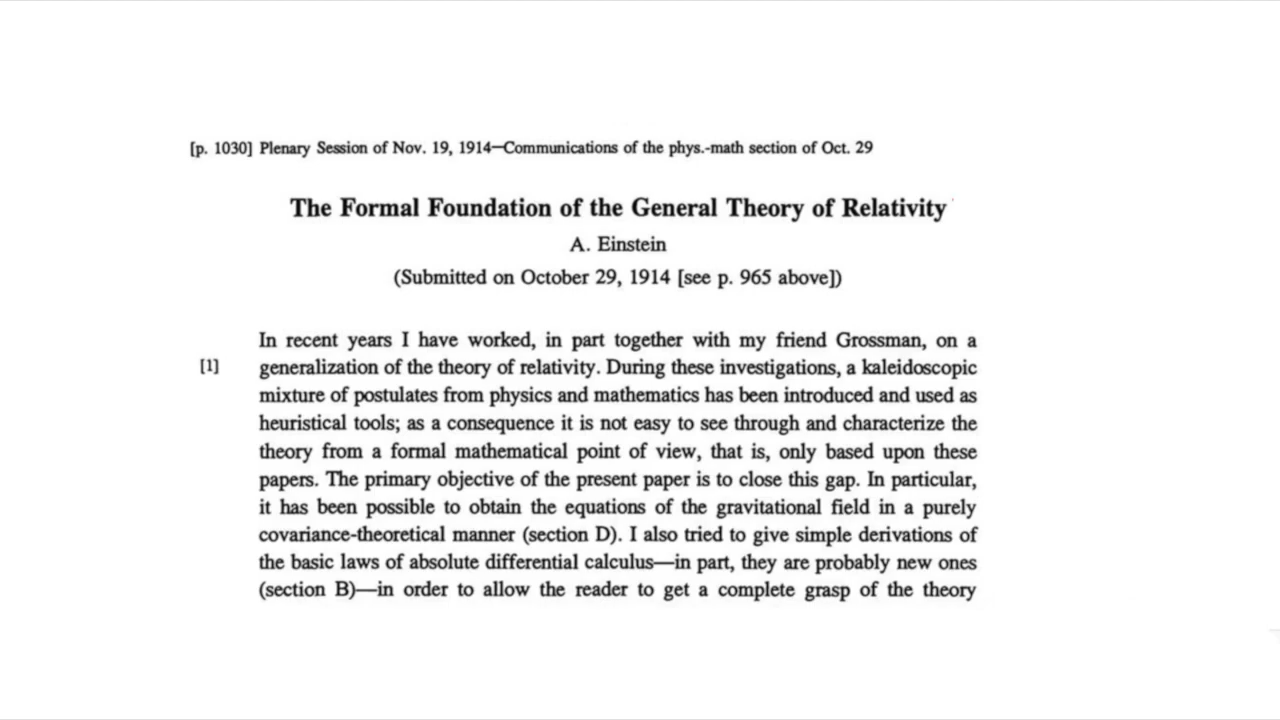 [p. 1030] Plenary Session of Nov. 19, 1914—Communications of the phys.-math section of Oct. 29
The Formal Foundation of the General Theory of Relativity
A. Einstein
(Submitted on October 29, 1914 [see p. 965 above])
In recent years I have worked, in part together with my friend Grossman, on a
[1] generalization of the theory of relativity. During these investigations, a kaleidoscopic
mixture of postulates from physics and mathematics has been introduced and used as
heuristical tools; as a consequence it is not easy to see through and characterize the
theory from a formal mathematical point of view, that is, only based upon these
papers. The primary objective of the present paper is to close this gap. In particular,
it has been possible to obtain the equations of the gravitational field in a purely
covariance-theoretical manner (section D). I also tried to give simple derivations of
the basic laws of absolute differential calculus—in part, they are probably new ones
(section B)—in order to allow the reader to get a complete grasp of the theory